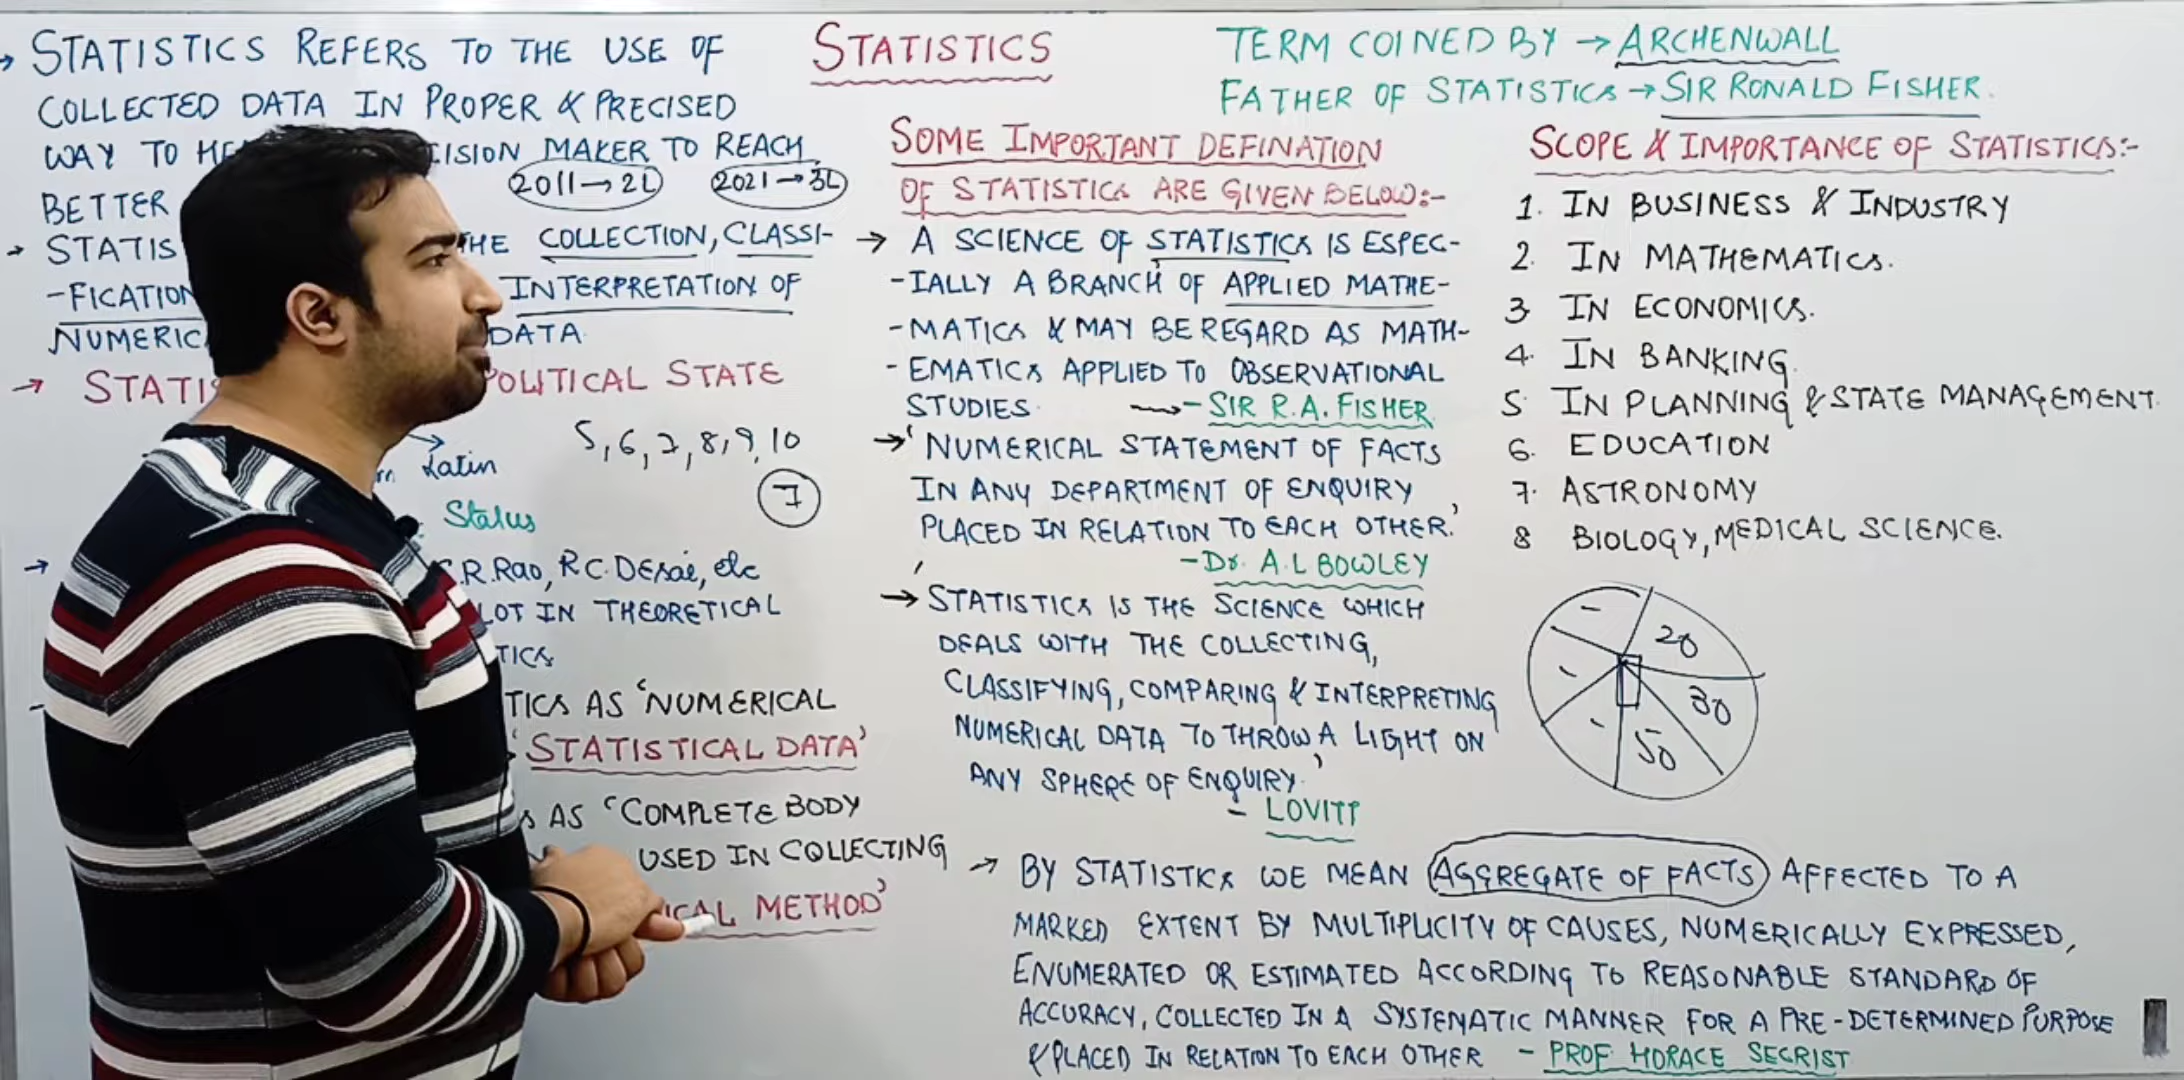 → STATISTICS REFERS TO THE USE OF
COLLECTED DATA IN PROPER & PRECISED
WAY TO MAKER TO REACH
BETTER
2011→2L 2021→3L
→ THE COLLECTION, CLASSI-
-FICATION INTERPRETATION OF
DATA.
→ POLITICAL STATE
→ Latin
Status
5, 6, 7, 8, 9, 10
7
→ C.R.Rao, R.C. DEsai, etc
LOT IN THEORETICAL
AS 'NUMERICAL
'STATISTICAL DATA'
AS 'COMPLETE BODY
USED IN COLLECTING
METHOD'
STATISTICS
TERM COINED BY → ARCHENWALL
FATHER OF STATISTICS → SIR RONALD FISHER.
SOME IMPORTANT DEFINATION
OF STATISTICS ARE GIVEN BELOW:-
→ A SCIENCE OF STATISTICS IS ESPEC-
-IALLY A BRANCH OF APPLIED MATHE-
-MATICS & MAY BE REGARD AS MATH-
-EMATICS APPLIED TO OBSERVATIONAL
STUDIES. - SIR R.A. FISHER
→ 'NUMERICAL STATEMENT OF FACTS
IN ANY DEPARTMENT OF ENQUIRY
PLACED IN RELATION TO EACH OTHER.'
- Dr. A.L BOWLEY
→ 'STATISTICS IS THE SCIENCE WHICH
DEALS WITH THE COLLECTING,
CLASSIFYING, COMPARING & INTERPRETING
NUMERICAL DATA TO THROW A LIGHT ON
ANY SPHERE OF ENQUIRY.'
- LOVITT
→ BY STATISTICS WE MEAN AGGREGATE OF FACTS AFFECTED TO A
MARKED EXTENT BY MULTIPLICITY OF CAUSES, NUMERICALLY EXPRESSED,
ENUMERATED OR ESTIMATED ACCORDING TO REASONABLE STANDARD OF
ACCURACY, COLLECTED IN A SYSTEMATIC MANNER FOR A PRE-DETERMINED PURPOSE
& PLACED IN RELATION TO EACH OTHER - PROF HORACE SECRIST
SCOPE & IMPORTANCE OF STATISTICS:-
1. IN BUSINESS & INDUSTRY
2. IN MATHEMATICS.
3 IN ECONOMICS.
4. IN BANKING.
5 IN PLANNING & STATE MANAGEMENT.
6. EDUCATION
7. ASTRONOMY
8 BIOLOGY, MEDICAL SCIENCE.
20
30
50